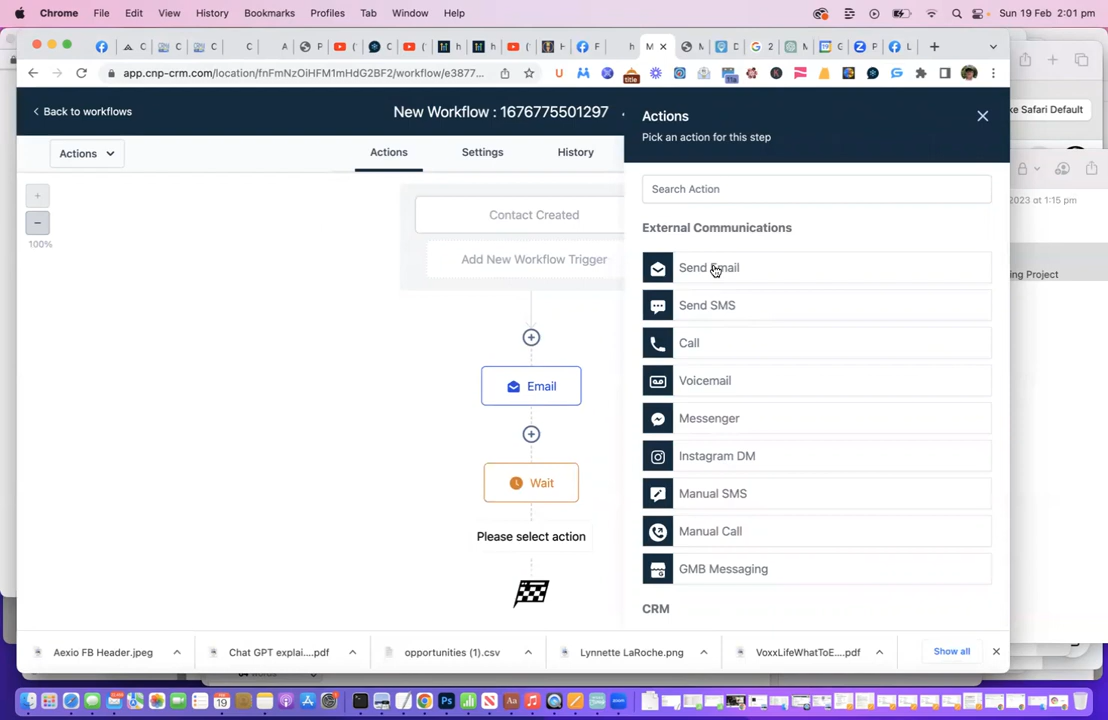 Chrome File Edit View History Bookmarks Profiles Tab Window Help Sun 19 Feb 2:01 pm
app.cnp-crm.com/location/fnFmNzOiHFM1mHdG2BF2/workflow/e3877...
ke Safari Default
Back to workflows
New Workflow : 1676775501297
Actions
Pick an action for this step
Actions
Actions
Settings
History
100%
Contact Created
Add New Workflow Trigger
Email
Wait
Please select action
Search Action
External Communications
Send Email
Send SMS
Call
Voicemail
Messenger
Instagram DM
Manual SMS
Manual Call
GMB Messaging
CRM
2023 at 1:15 pm
ing Project
Aexio FB Header.jpeg
Chat GPT explai....pdf
opportunities (1).csv
Lynnette LaRoche.png
VoxxLifeWhatToE....pdf
Show all